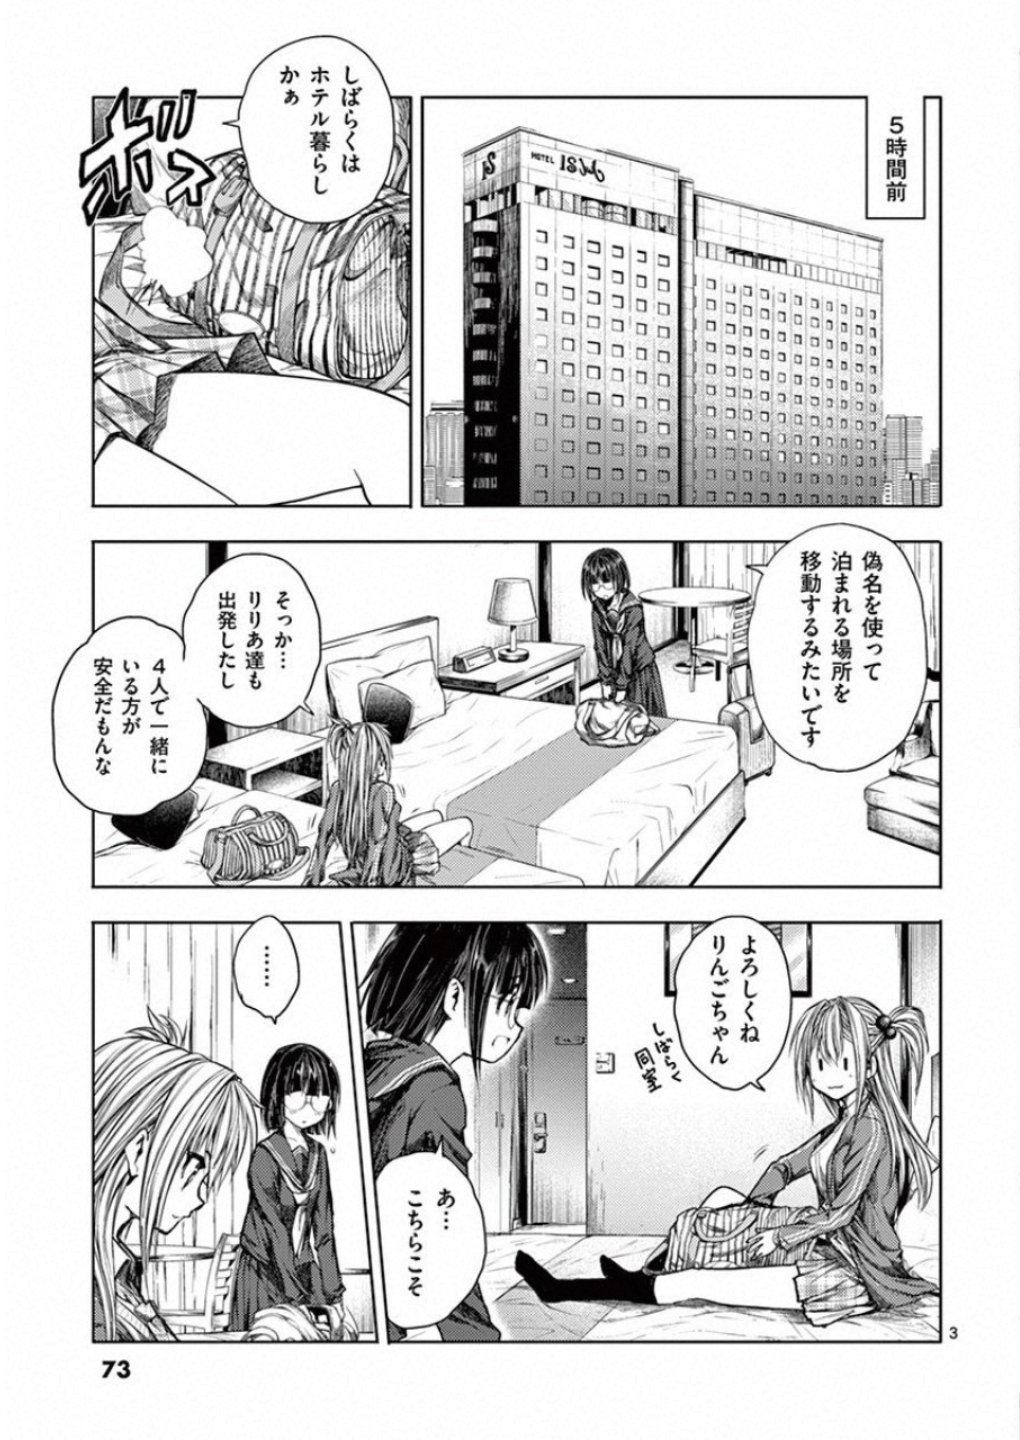 5時間前
HOTEL
しばらくは
ホテル暮らし
かぁ
ボスッ
偽名を使って
泊まれる場所を
移動するみたいです
そっか…
りりあ達も
出発したし
4人で一緒に
いる方が
安全だもんな
よろしくね
りんごちゃん
しばらく
同室
あ…
こちらこそ
……
3
73